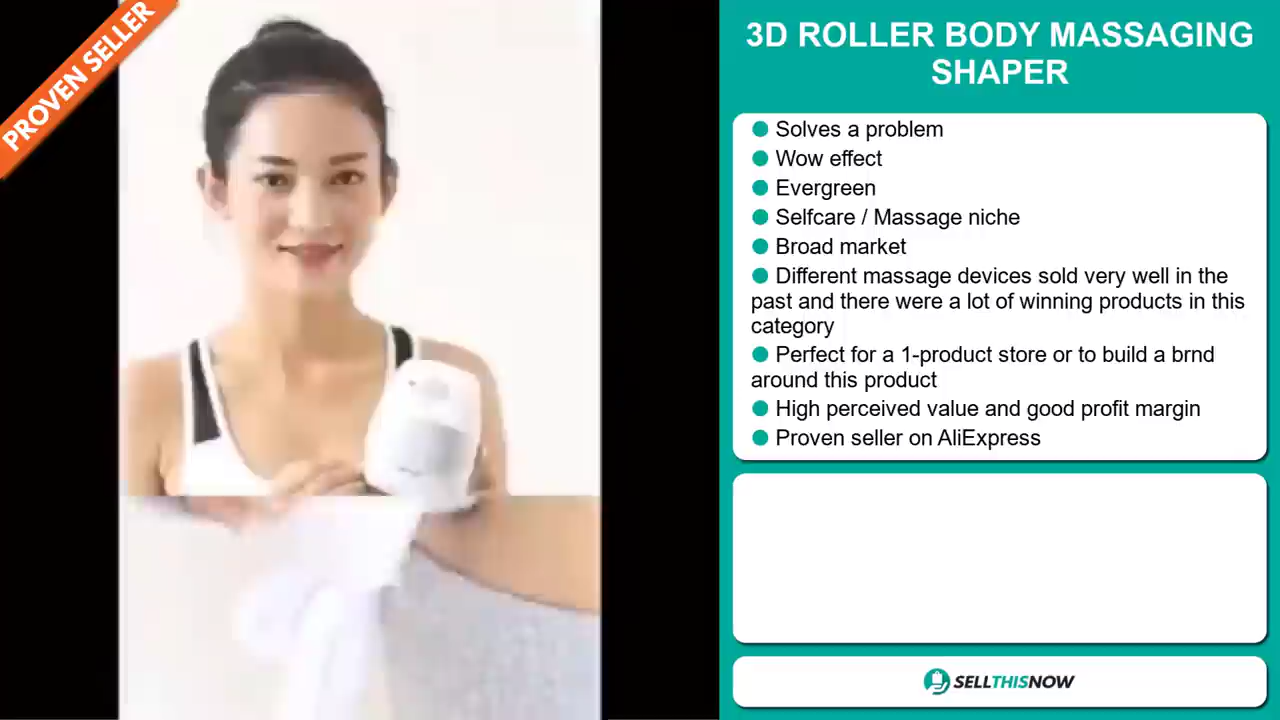 PROVEN SELLER
3D ROLLER BODY MASSAGING
SHAPER
Solves a problem
Wow effect
Evergreen
Selfcare / Massage niche
Broad market
Different massage devices sold very well in the
past and there were a lot of winning products in this
category
Perfect for a 1-product store or to build a brnd
around this product
High perceived value and good profit margin
Proven seller on AliExpress
SELLTHISNOW